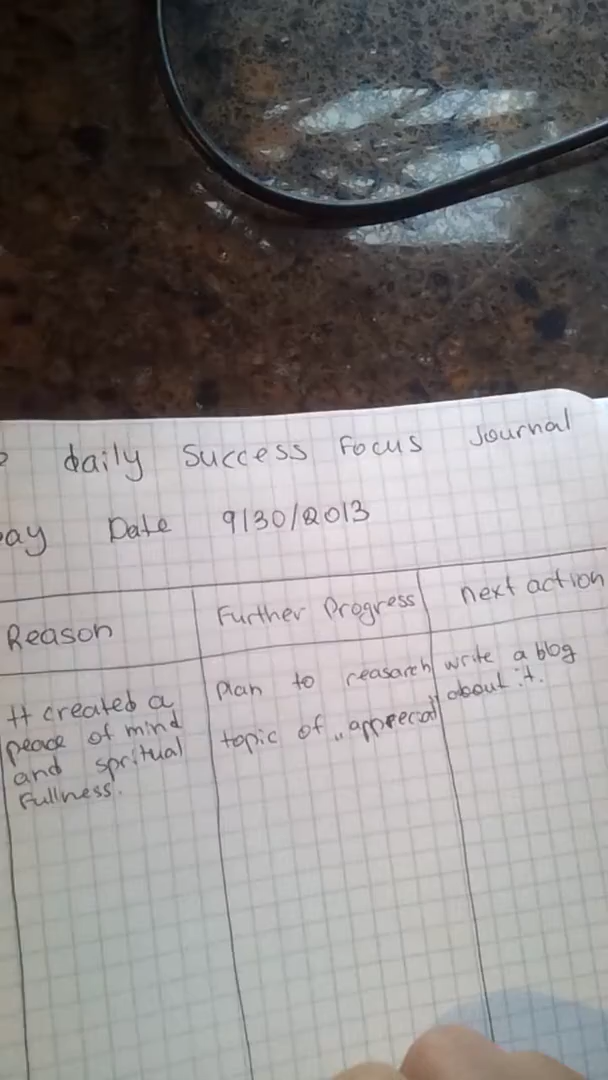 daily Success Focus Journal
Date 9/30/2013
Reason
Further Progress
next action
It created a
peace of mind
and spritual
Fullness.
plan to reasarch
topic of „appreciat"
write a blog
about it.